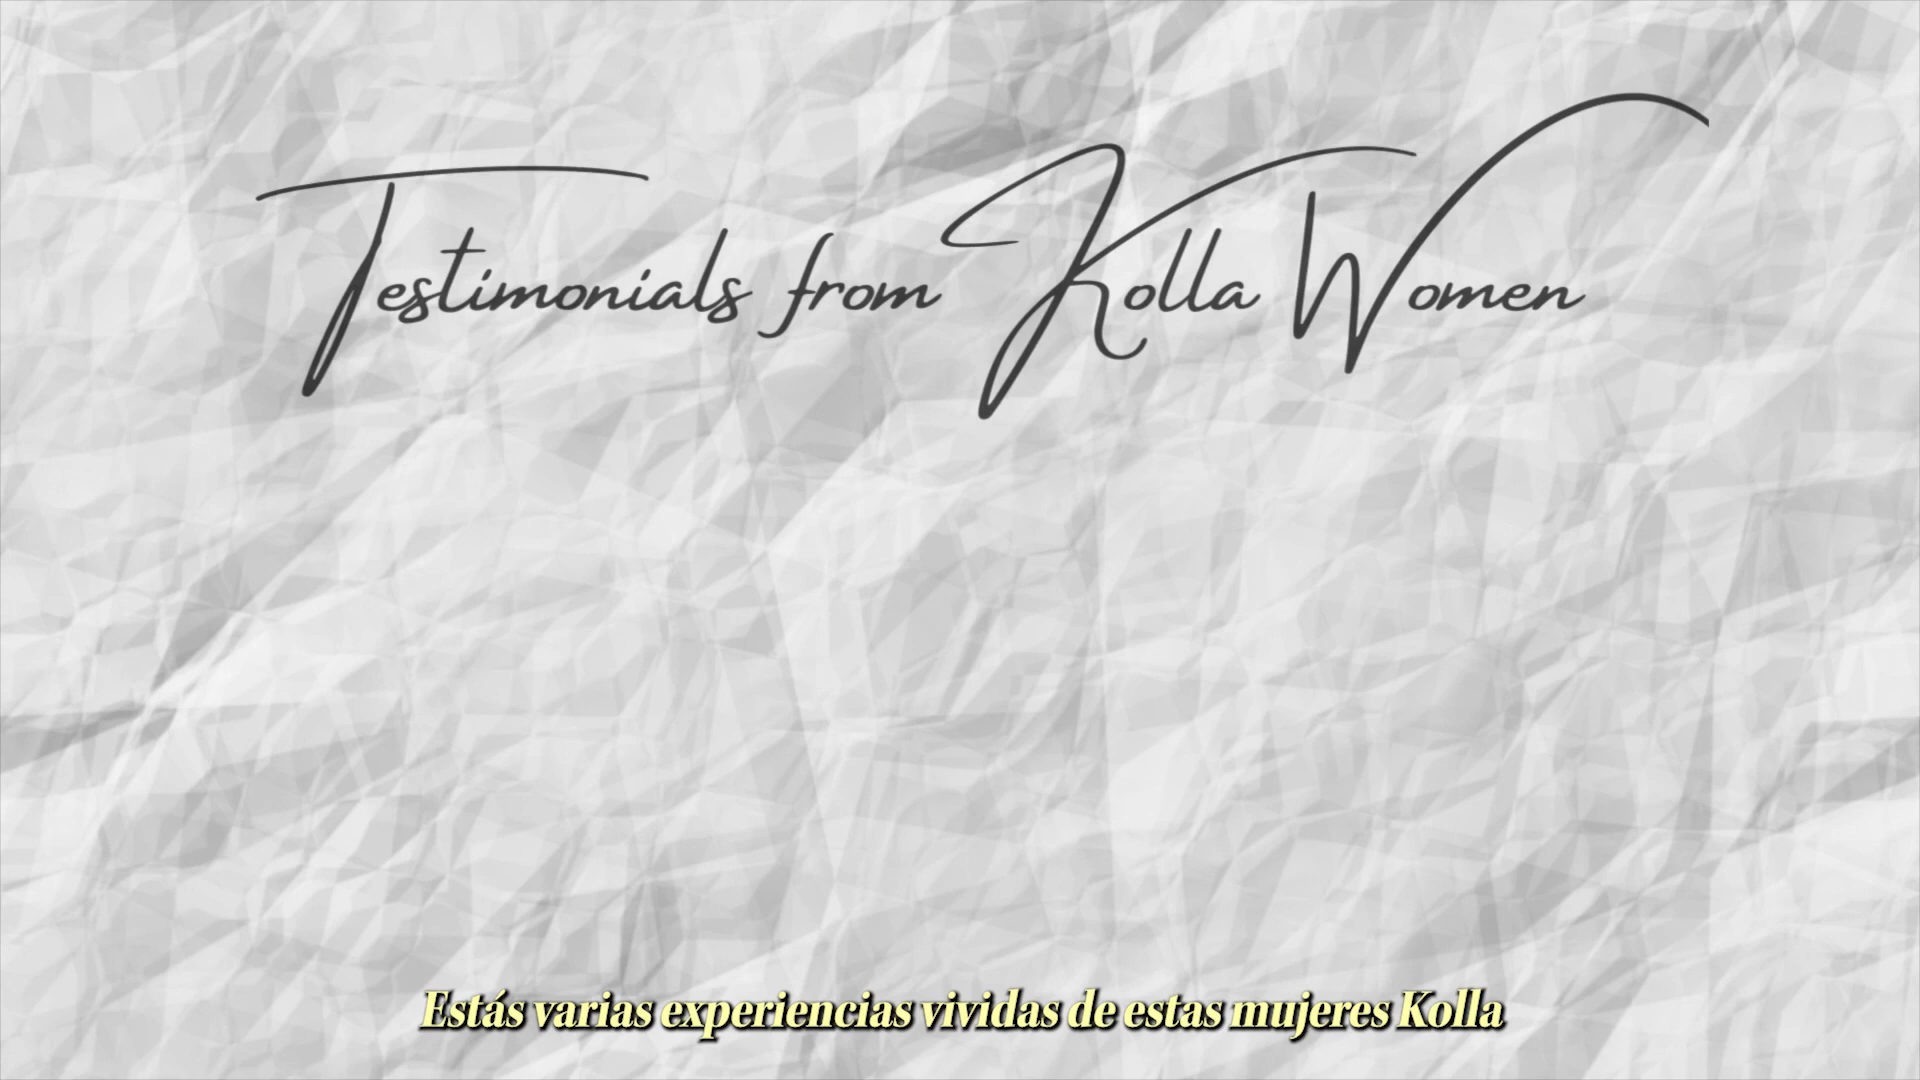 Testimonials from Kolla Women
Estás varias experiencias vividas de estas mujeres Kolla